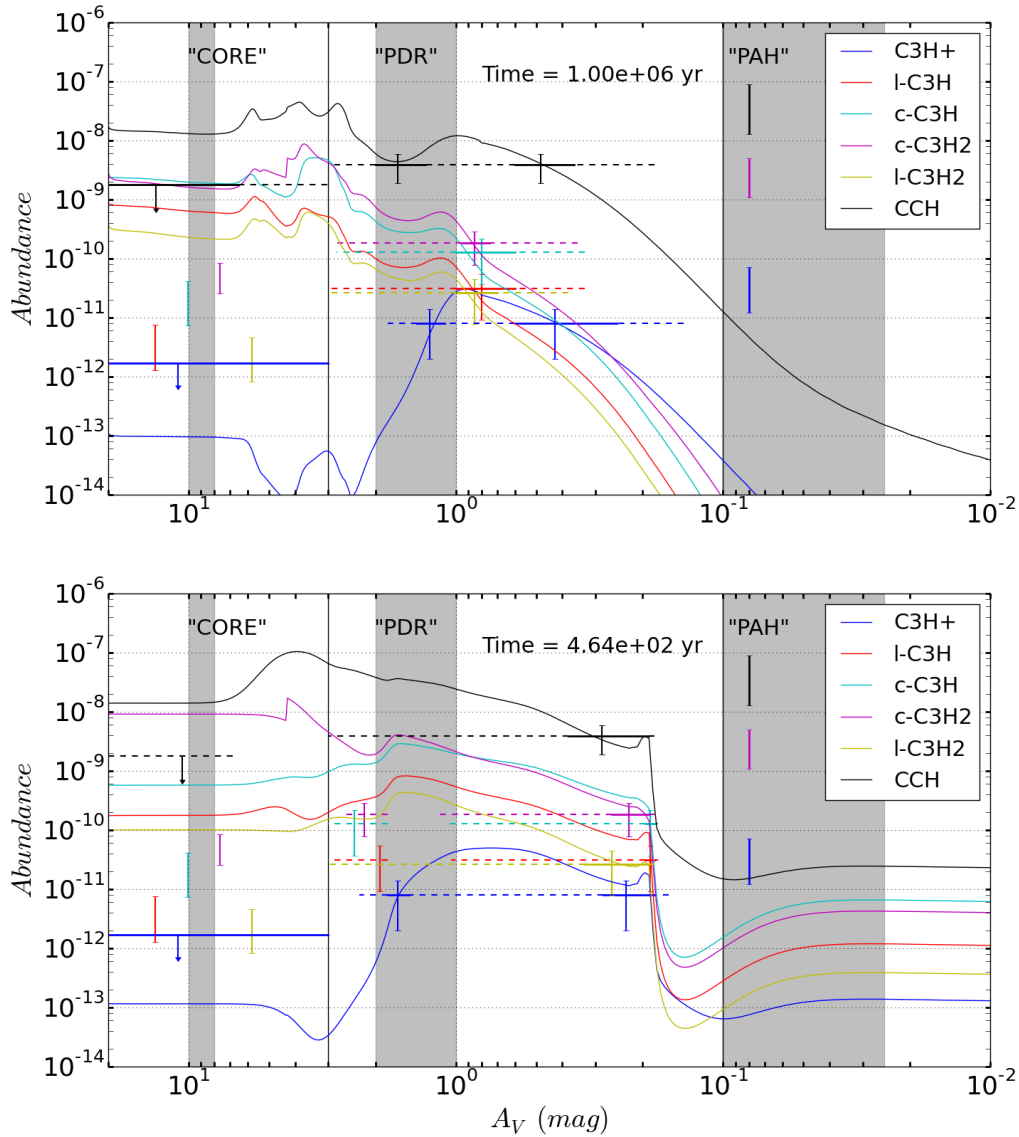 10^-6
10^-7
10^-8
10^-9
10^-10
10^-11
10^-12
10^-13
10^-14
Abundance
"CORE"
"PDR"
"PAH"
Time = 1.00e+06 yr
C3H+
l-C3H
c-C3H
c-C3H2
l-C3H2
CCH
10^1
10^0
10^-1
10^-2
10^-6
10^-7
10^-8
10^-9
10^-10
10^-11
10^-12
10^-13
10^-14
Abundance
"CORE"
"PDR"
"PAH"
Time = 4.64e+02 yr
C3H+
l-C3H
c-C3H
c-C3H2
l-C3H2
CCH
10^1
10^0
10^-1
10^-2
A_V (mag)